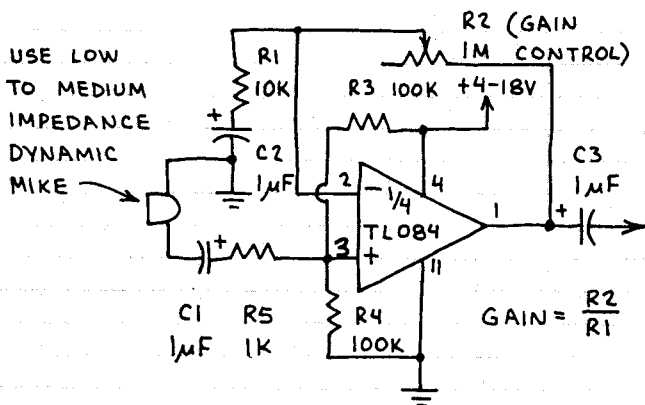 USE LOW
TO MEDIUM
IMPEDANCE
DYNAMIC
MIKE
R1
10K
+
C2
1µF
R2 (GAIN
1M CONTROL)
R3 100K
+4-18V
2
−
1/4
4
TL084
1
3
+
11
C3
1µF
+
+
C1 R5
1µF 1K
R4
100K
GAIN = R2
R1